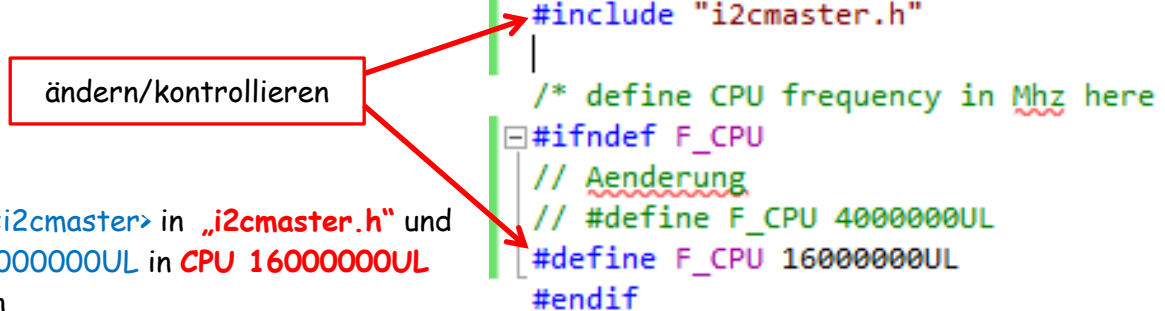 ändern/kontrollieren
i2cmaster> in „i2cmaster.h“ und
000000UL in CPU 16000000UL
#include "i2cmaster.h"
/* define CPU frequency in Mhz here
#ifndef F_CPU
// Aenderung
// #define F_CPU 4000000UL
#define F_CPU 16000000UL
#endif